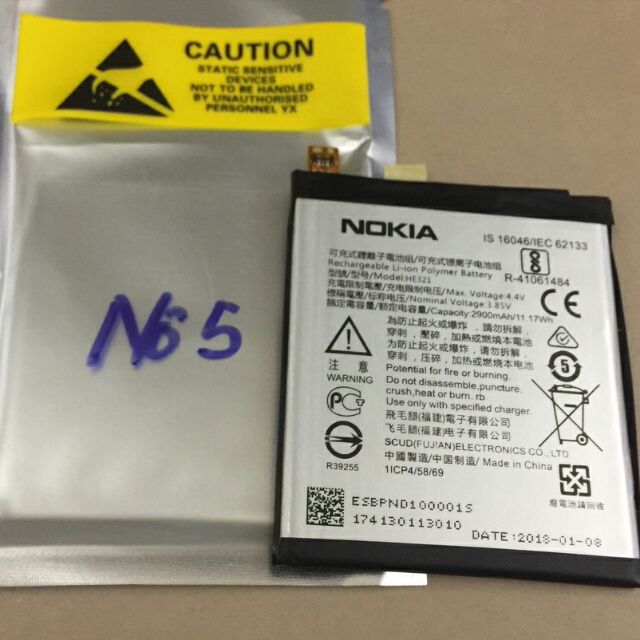 CAUTION
STATIC SENSITIVE
DEVICES
NOT TO BE HANDLED
BY UNAUTHORISED
PERSONNEL YX
N65
NOKIA
IS 16046/IEC 62133
R-41061484
可充式鋰離子電池组/可充式锂离子电池组
Rechargeable Li-ion Polymer Battery
型號/型号/Model:HE321
充電限制電壓/充电限制电压/Max. Voltage:4.4V
標稱電壓/标称电压/Nominal Voltage:3.85V
額定電容量/额定电容量/Capacity:2900mAh/11.17Wh
為防止起火或爆炸，請勿拆解，
穿刺，壓碎，加熱或燃燒本電池
为防止起火或爆炸，请勿拆解，
穿刺，压碎，加热或燃烧本电池。
注 意
WARNING
Potential for fire or burning.
Do not disassemble,puncture,
crush,heat or burn. rb
Use only with specified charger.
飛毛腿(福建)電子有限公司
飞毛腿(福建)电子有限公司
SCUD(FUJIAN)ELECTRONICS CO.,LTD
中國製造/中国制造/Made in China
1ICP4/58/69
5
R39255
廢電池請回收
ESBPND100001S
174130113010
DATE:2018-01-08